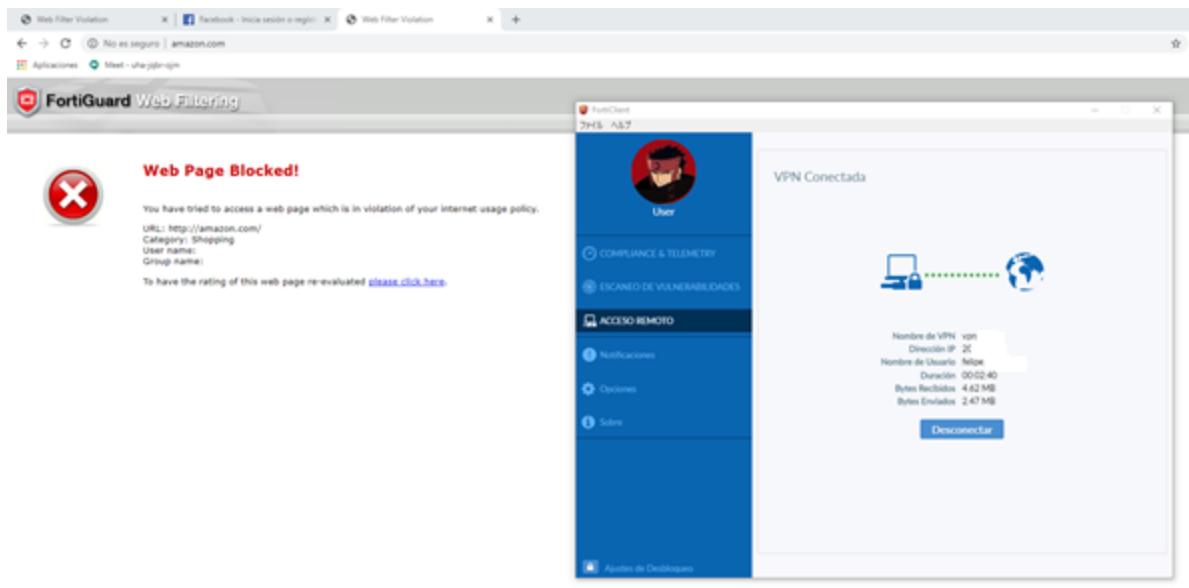 Web Filter Violation
Facebook - Inicia sesión o regístr
Web Filter Violation
No es seguro | amazon.com
Aplicaciones
Meet - uha-jqbr-ojm
FortiGuard Web Filtering
Web Page Blocked!
You have tried to access a web page which is in violation of your internet usage policy.
URL: http://amazon.com/
Category: Shopping
User name:
Group name:
To have the rating of this web page re-evaluated please click here.
FortiClient
ファイル ヘルプ
User
COMPLIANCE & TELEMETRY
ESCANEO DE VULNERABILIDADES
ACCESO REMOTO
Notificaciones
Opciones
Sobre
Ajustes de Desbloqueo
VPN Conectada
Nombre de VPN vpn
Dirección IP 20
Nombre de Usuario felipe
Duración 00:02:40
Bytes Recibidos 4.62 MB
Bytes Enviados 2.47 MB
Desconectar